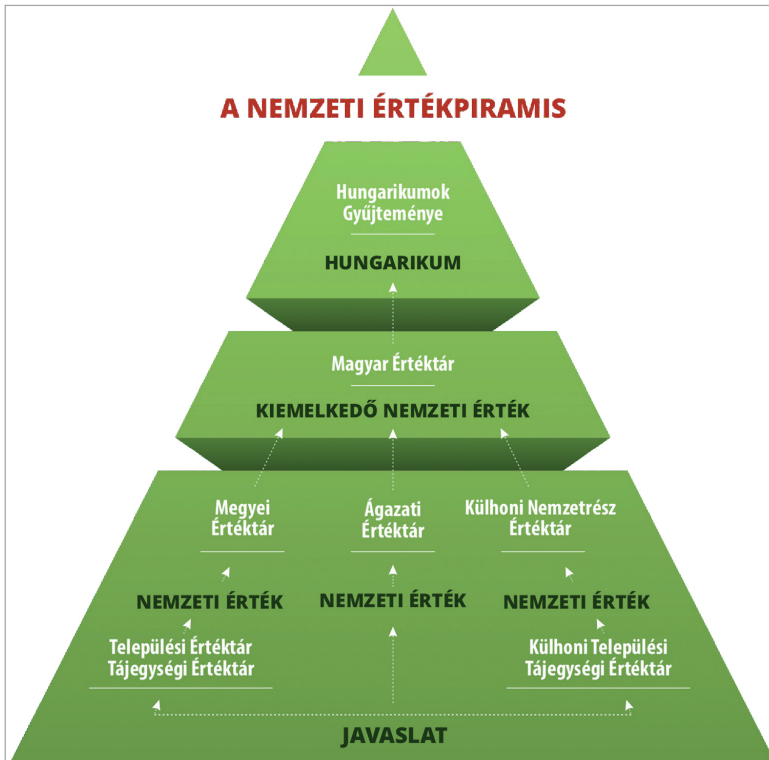 A NEMZETI ÉRTÉKPIRAMIS
Hungarikumok
Gyűjteménye
HUNGARIKUM
Magyar Értéktár
KIEMELKEDŐ NEMZETI ÉRTÉK
Megyei
Értéktár
Ágazati
Értéktár
Külhoni Nemzetrész
Értéktár
NEMZETI ÉRTÉK
NEMZETI ÉRTÉK
NEMZETI ÉRTÉK
Települési Értéktár
Tájegységi Értéktár
Külhoni Települési
Tájegységi Értéktár
JAVASLAT